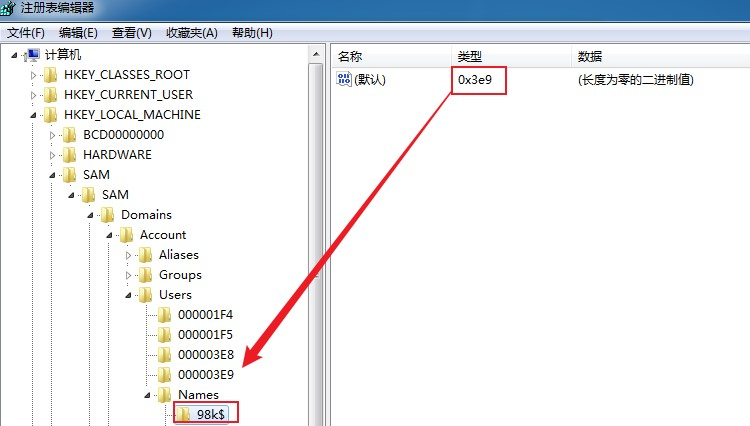 注册表编辑器
文件(F) 编辑(E) 查看(V) 收藏夹(A) 帮助(H)
计算机
HKEY_CLASSES_ROOT
HKEY_CURRENT_USER
HKEY_LOCAL_MACHINE
BCD00000000
HARDWARE
SAM
SAM
Domains
Account
Aliases
Groups
Users
000001F4
000001F5
000003E8
000003E9
Names
98k$
名称 类型 数据
(默认) 0x3e9 (长度为零的二进制值)